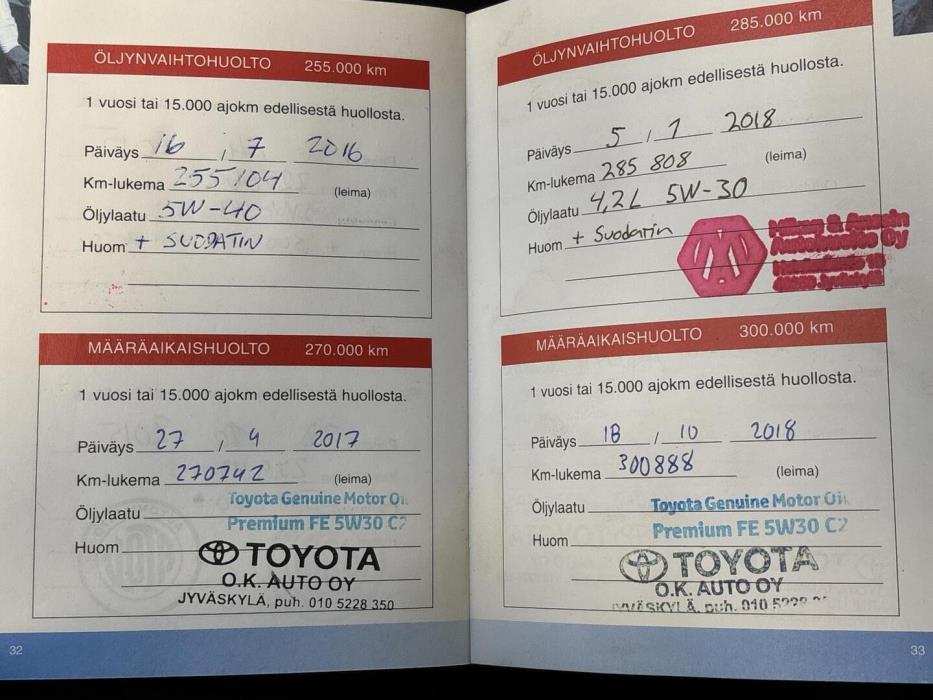 ÖLJYNVAIHTOHUOLTO 255.000 km
1 vuosi tai 15.000 ajokm edellisestä huollosta.
Päiväys 16 / 7 2016
Km-lukema 255104 (leima)
Öljylaatu 5W-40
Huom + SUODATIN
MÄÄRÄAIKAISHUOLTO 270.000 km
1 vuosi tai 15.000 ajokm edellisestä huollosta.
Päiväys 27 / 4 2017
Km-lukema 270742 (leima)
Toyota Genuine Motor Oil
Öljylaatu
Premium FE 5W30 C2
Huom
TOYOTA
O.K. AUTO OY
JYVÄSKYLÄ, puh. 010 5228 350
32
ÖLJYNVAIHTOHUOLTO 285.000 km
1 vuosi tai 15.000 ajokm edellisestä huollosta.
Päiväys 5 / 1 2018
Km-lukema 285 808 (leima)
Öljylaatu 4,2L 5W-30
Huom + Suodatin
Autohuolto Oy
MÄÄRÄAIKAISHUOLTO 300.000 km
1 vuosi tai 15.000 ajokm edellisestä huollosta.
Päiväys 18 / 10 2018
Km-lukema 300888 (leima)
Öljylaatu Toyota Genuine Motor Oil
Premium FE 5W30 C2
Huom
TOYOTA
O.K. AUTO OY
JYVÄSKYLÄ, puh. 010
33